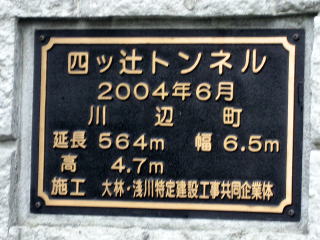 四ッ辻トンネル
2004年6月
川辺町
延長 564m 幅 6.5m
高 4.7m
施工 大林・浅川特定建設工事共同企業体